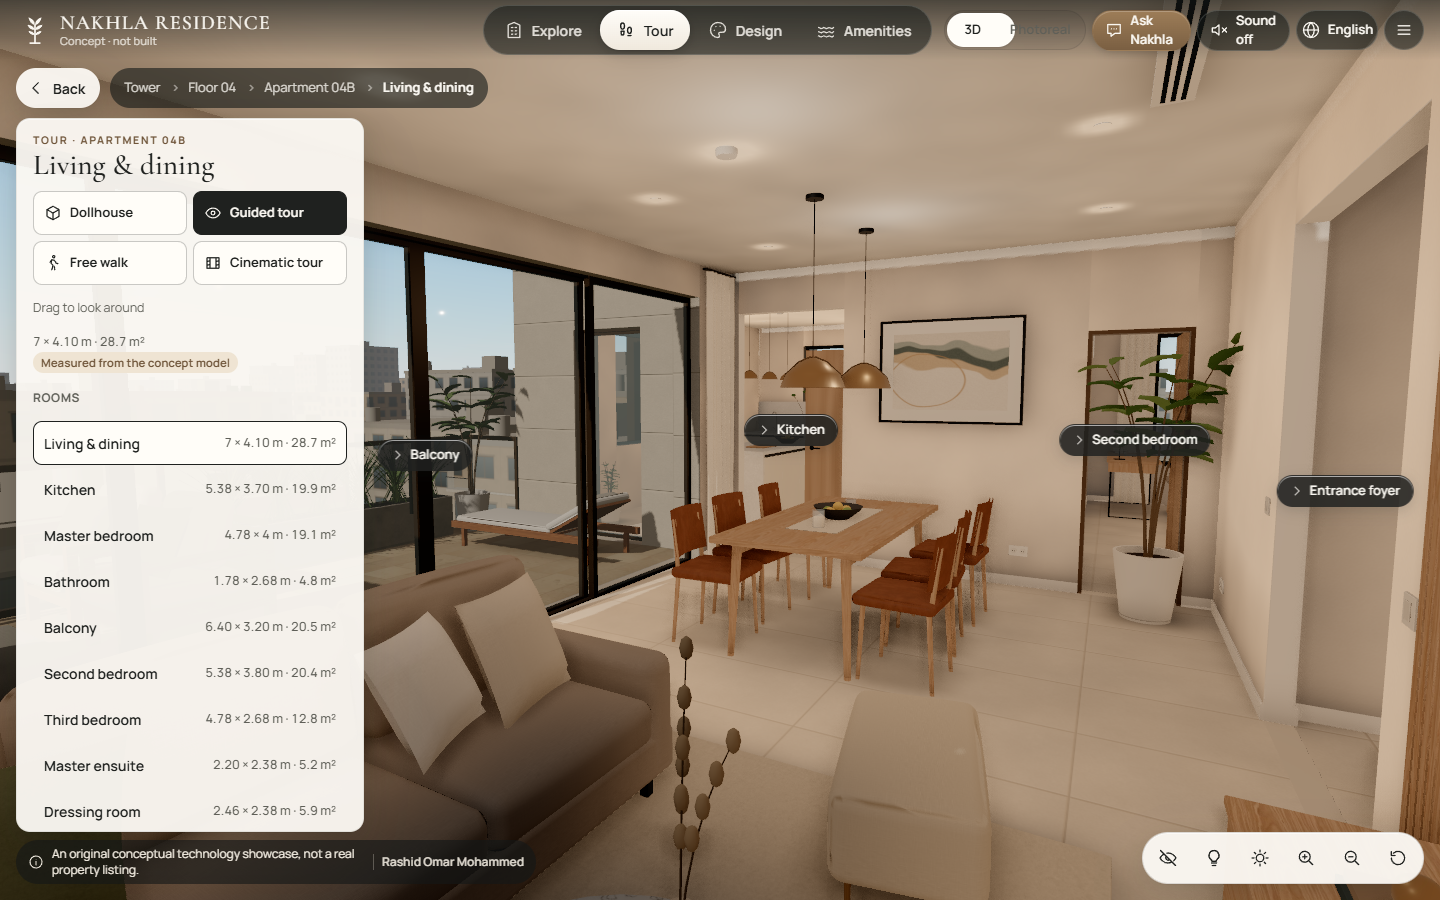 NAKHLA RESIDENCE
Concept · not built
Explore
Tour
Design
Amenities
3D
Photoreal
Ask Nakhla
Sound off
English
Back
Tower > Floor 04 > Apartment 04B > Living & dining
TOUR · APARTMENT 04B
Living & dining
Dollhouse
Guided tour
Free walk
Cinematic tour
Drag to look around
7 × 4.10 m · 28.7 m²
Measured from the concept model
ROOMS
Living & dining 7 × 4.10 m · 28.7 m²
Kitchen 5.38 × 3.70 m · 19.9 m²
Master bedroom 4.78 × 4 m · 19.1 m²
Bathroom 1.78 × 2.68 m · 4.8 m²
Balcony 6.40 × 3.20 m · 20.5 m²
Second bedroom 5.38 × 3.80 m · 20.4 m²
Third bedroom 4.78 × 2.68 m · 12.8 m²
Master ensuite 2.20 × 2.38 m · 5.2 m²
Dressing room 2.46 × 2.38 m · 5.9 m²
Balcony
Kitchen
Second bedroom
Entrance foyer
An original conceptual technology showcase, not a real
property listing.
Rashid Omar Mohammed